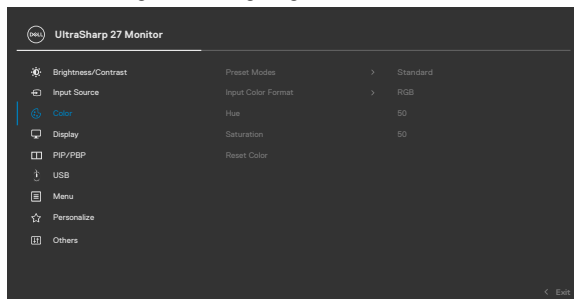 DELL UltraSharp 27 Monitor
Brightness/Contrast Preset Modes > Standard
Input Source Input Color Format > RGB
Color Hue 50
Display Saturation 50
PIP/PBP Reset Color
USB
Menu
Personalize
Others
< Exit